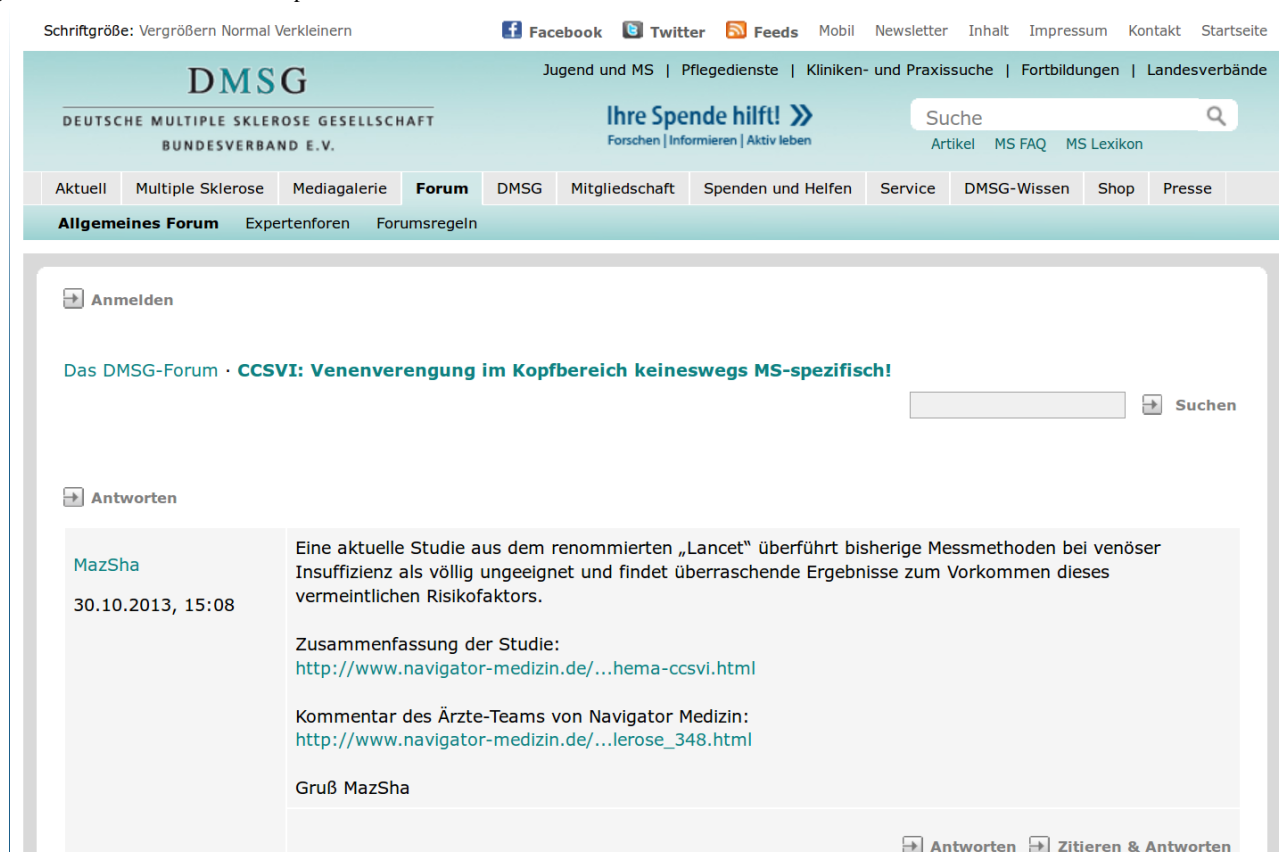 Schriftgröße: Vergrößern Normal Verkleinern
Facebook Twitter Feeds Mobil Newsletter Inhalt Impressum Kontakt Startseite
Jugend und MS | Pflegedienste | Kliniken- und Praxissuche | Fortbildungen | Landesverbände
DMSG
DEUTSCHE MULTIPLE SKLEROSE GESELLSCHAFT
BUNDESVERBAND E.V.
Ihre Spende hilft!
Forschen | Informieren | Aktiv leben
Suche
Artikel MS FAQ MS Lexikon
Aktuell Multiple Sklerose Mediagalerie Forum DMSG Mitgliedschaft Spenden und Helfen Service DMSG-Wissen Shop Presse
Allgemeines Forum Expertenforen Forumsregeln
Anmelden
Das DMSG-Forum · CCSVI: Venenverengung im Kopfbereich keineswegs MS-spezifisch!
Suchen
Antworten
MazSha
30.10.2013, 15:08
Eine aktuelle Studie aus dem renommierten „Lancet“ überführt bisherige Messmethoden bei venöser
Insuffizienz als völlig ungeeignet und findet überraschende Ergebnisse zum Vorkommen dieses
vermeintlichen Risikofaktors.
Zusammenfassung der Studie:
http://www.navigator-medizin.de/...hema-ccsvi.html
Kommentar des Ärzte-Teams von Navigator Medizin:
http://www.navigator-medizin.de/...lerose_348.html
Gruß MazSha
Antworten Zitieren & Antworten